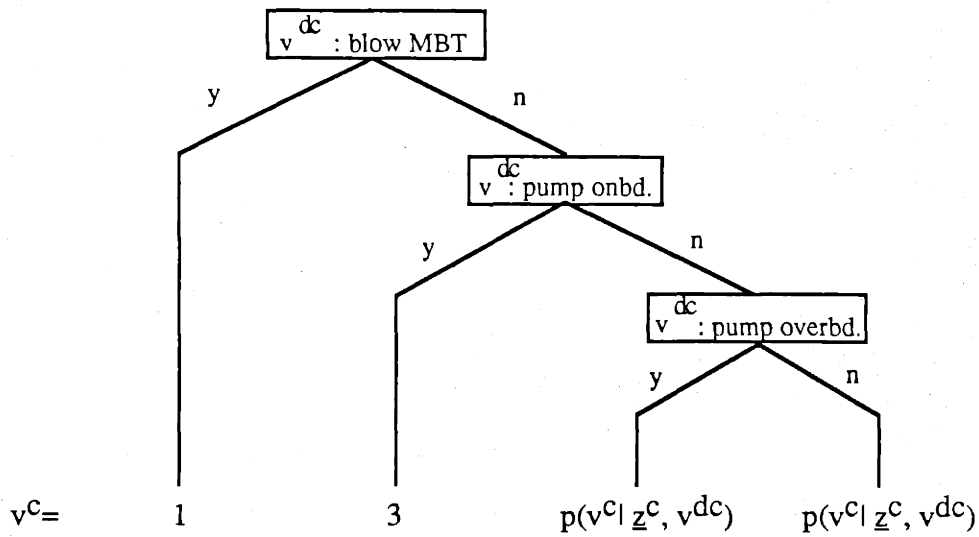 v^dc : blow MBT
y n
v^dc : pump onbd.
y n
v^dc : pump overbd.
y n
v^c= 1 3 p(v^c| z^c, v^dc) p(v^c| z^c, v^dc)